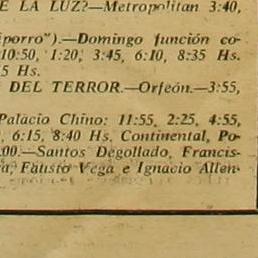 E LA LUZ?—Metropolitan 3:40,
porro").—Domingo función co-
10:50, 1:20, 3:45, 6:10, 8:35 Hs.
5 Hs.
DEL TERROR.—Orfeón.—3:55,
Palacio Chino: 11:55, 2:25, 4:55,
, 6:15, 8:40 Hs. Continental, Po-
:00.—Santos Degollado, Francis-
a, Fausto Vega e Ignacio Allen-